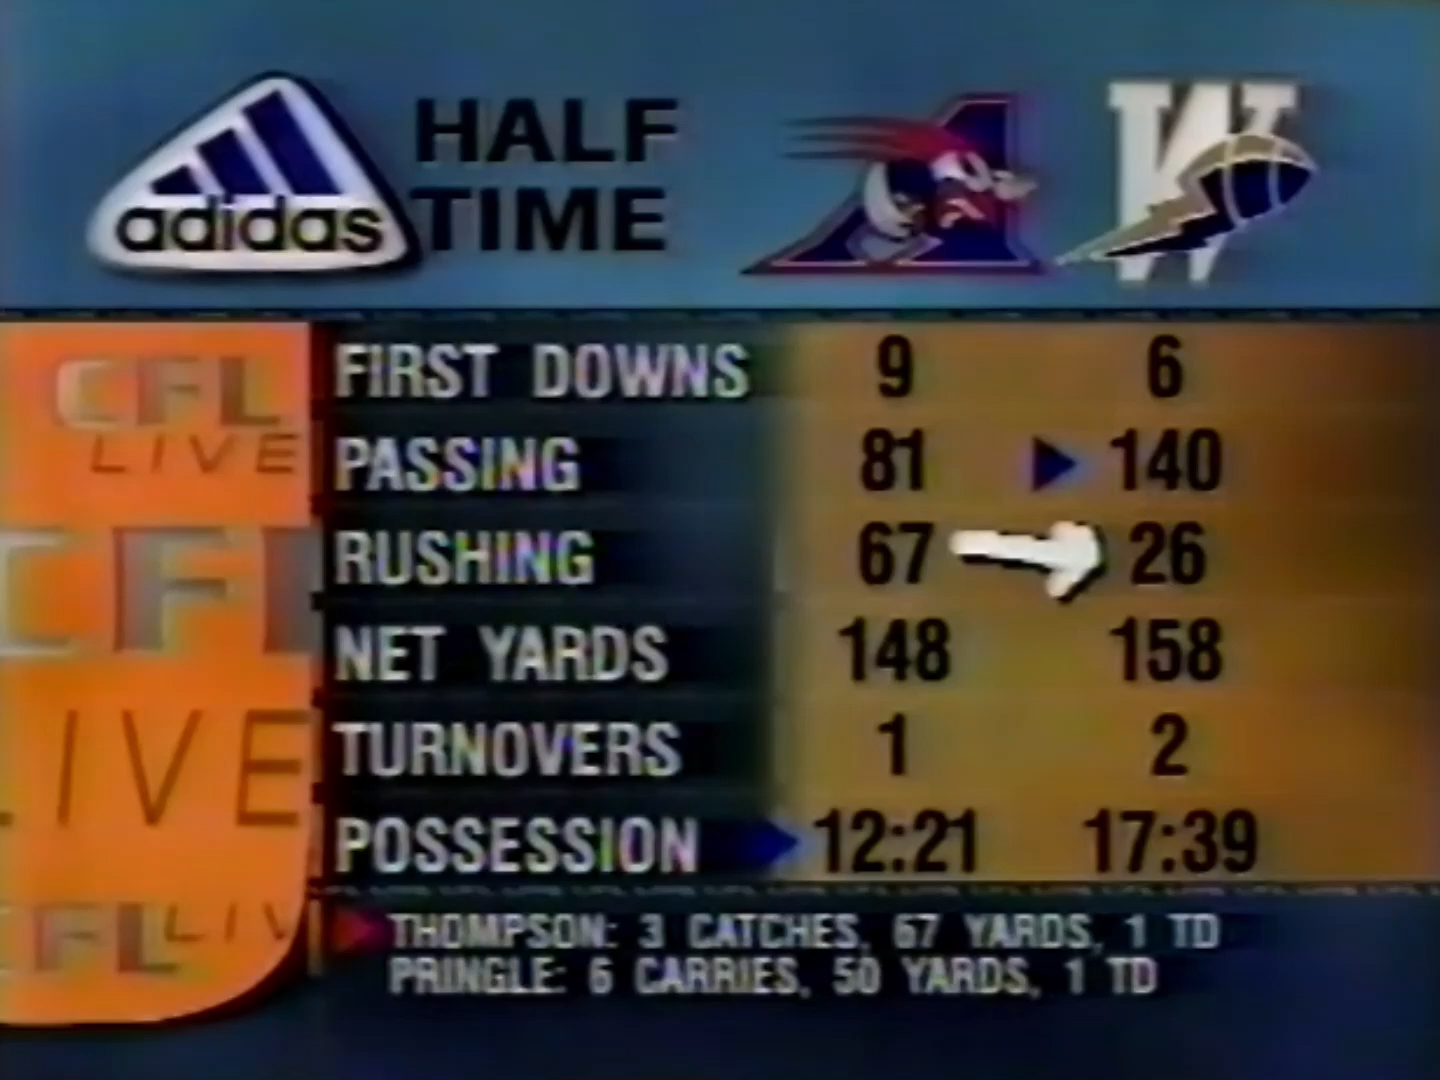 adidas
HALF
TIME
W
CFL
LIVE
CFL
LIVE
CFL LIV
FIRST DOWNS 9 6
PASSING 81 140
RUSHING 67 26
NET YARDS 148 158
TURNOVERS 1 2
POSSESSION 12:21 17:39
THOMPSON: 3 CATCHES, 67 YARDS, 1 TD
PRINGLE: 6 CARRIES, 50 YARDS, 1 TD